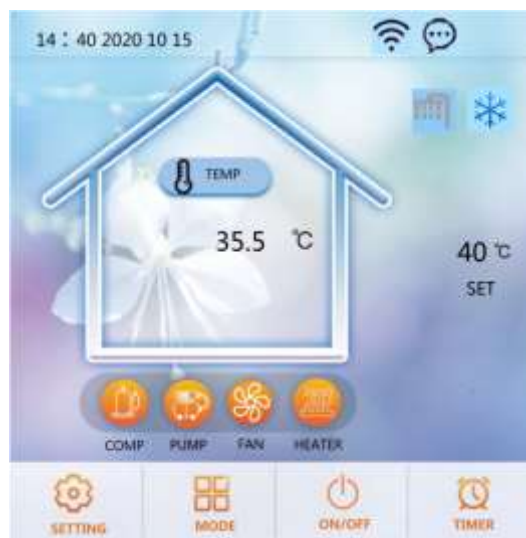 14：40 2020 10 15
TEMP
35.5 ℃
40 ℃
SET
COMP PUMP FAN HEATER
SETTING MODE ON/OFF TIMER